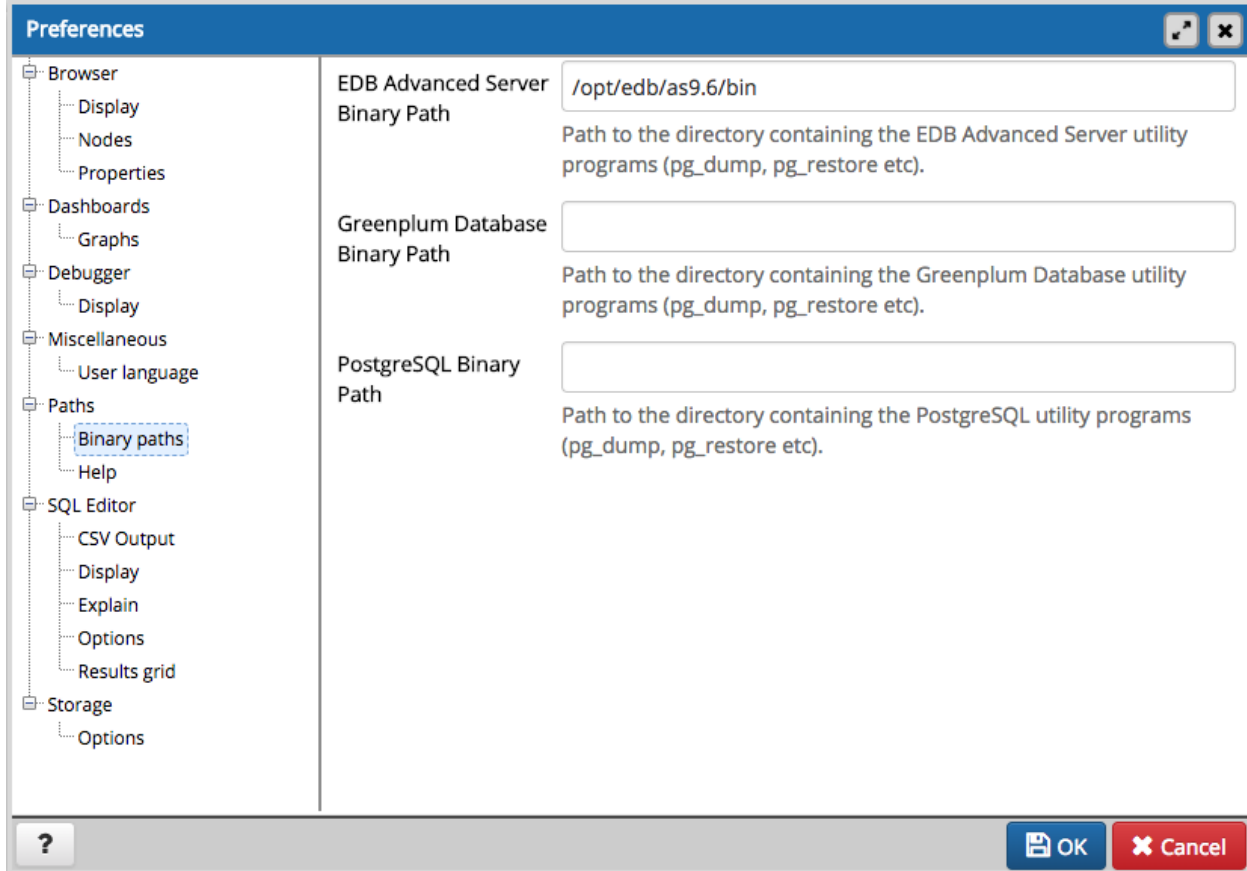 Preferences
Browser
Display
Nodes
Properties
Dashboards
Graphs
Debugger
Display
Miscellaneous
User language
Paths
Binary paths
Help
SQL Editor
CSV Output
Display
Explain
Options
Results grid
Storage
Options
EDB Advanced Server
Binary Path
/opt/edb/as9.6/bin
Path to the directory containing the EDB Advanced Server utility
programs (pg_dump, pg_restore etc).
Greenplum Database
Binary Path
Path to the directory containing the Greenplum Database utility
programs (pg_dump, pg_restore etc).
PostgreSQL Binary
Path
Path to the directory containing the PostgreSQL utility programs
(pg_dump, pg_restore etc).
?
OK
Cancel